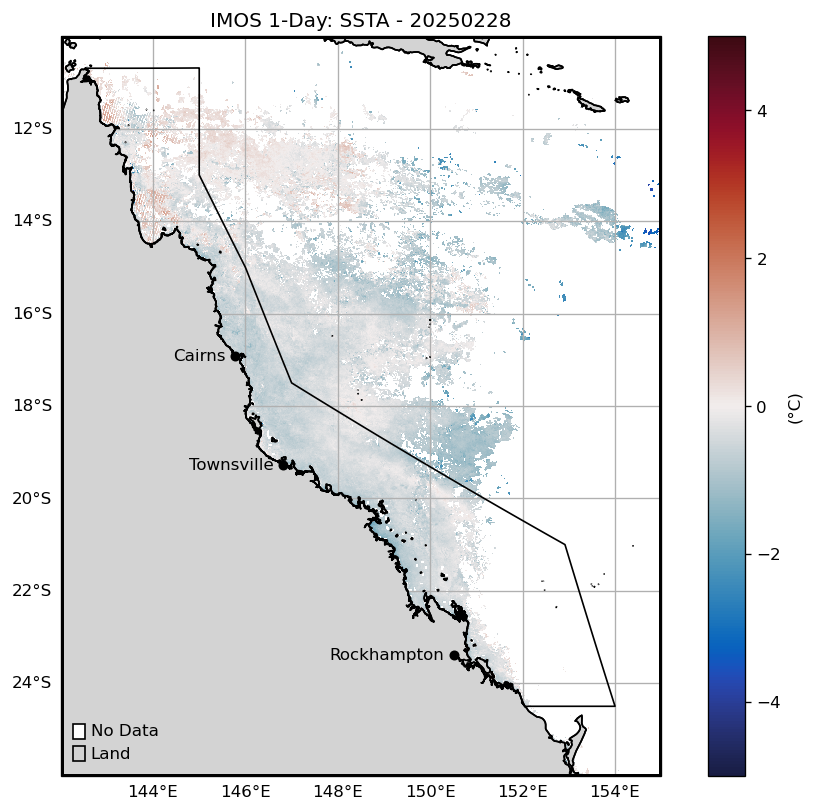 IMOS 1-Day: SSTA - 20250228
12°S
14°S
16°S
18°S
20°S
22°S
24°S
Cairns
Townsville
Rockhampton
No Data
Land
144°E 146°E 148°E 150°E 152°E 154°E
4
2
0
−2
−4
(°C)